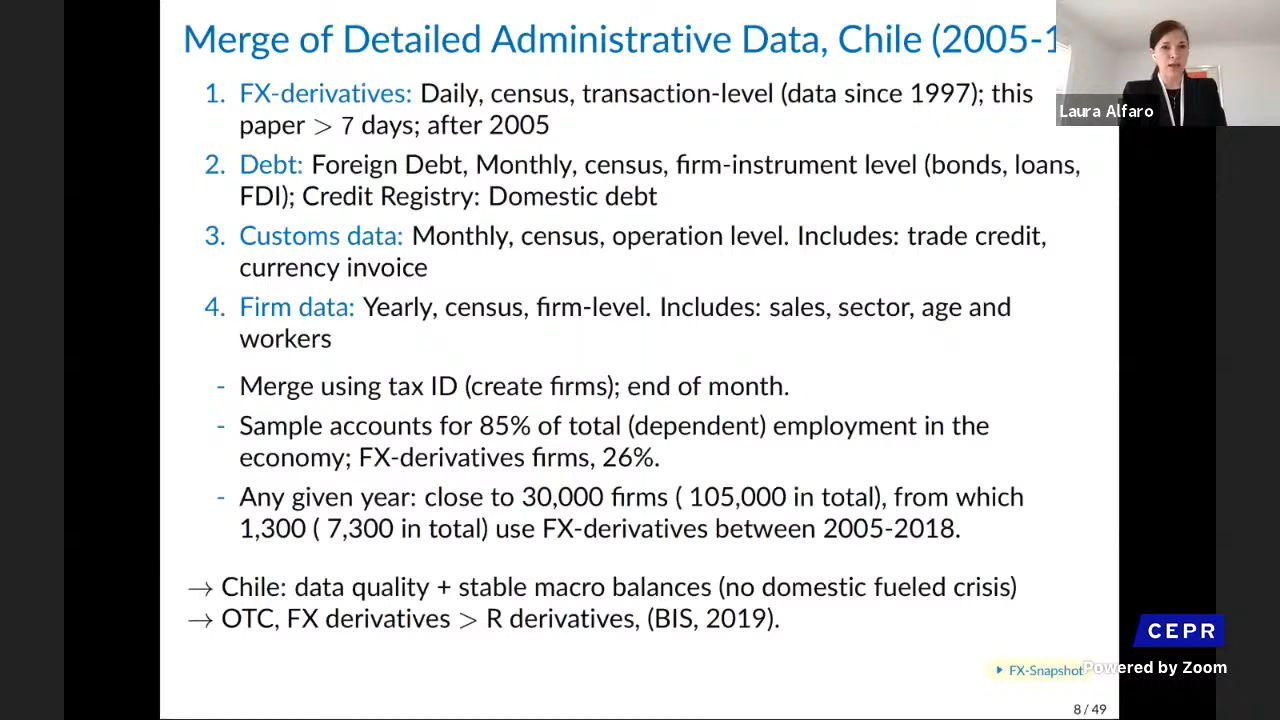 Merge of Detailed Administrative Data, Chile (2005-1
1. FX-derivatives: Daily, census, transaction-level (data since 1997); this
paper > 7 days; after 2005
2. Debt: Foreign Debt, Monthly, census, firm-instrument level (bonds, loans,
FDI); Credit Registry: Domestic debt
3. Customs data: Monthly, census, operation level. Includes: trade credit,
currency invoice
4. Firm data: Yearly, census, firm-level. Includes: sales, sector, age and
workers
- Merge using tax ID (create firms); end of month.
- Sample accounts for 85% of total (dependent) employment in the
economy; FX-derivatives firms, 26%.
- Any given year: close to 30,000 firms ( 105,000 in total), from which
1,300 ( 7,300 in total) use FX-derivatives between 2005-2018.
→ Chile: data quality + stable macro balances (no domestic fueled crisis)
→ OTC, FX derivatives > R derivatives, (BIS, 2019).
FX-Snapshot
8 / 49
Laura Alfaro
CEPR
Powered by Zoom